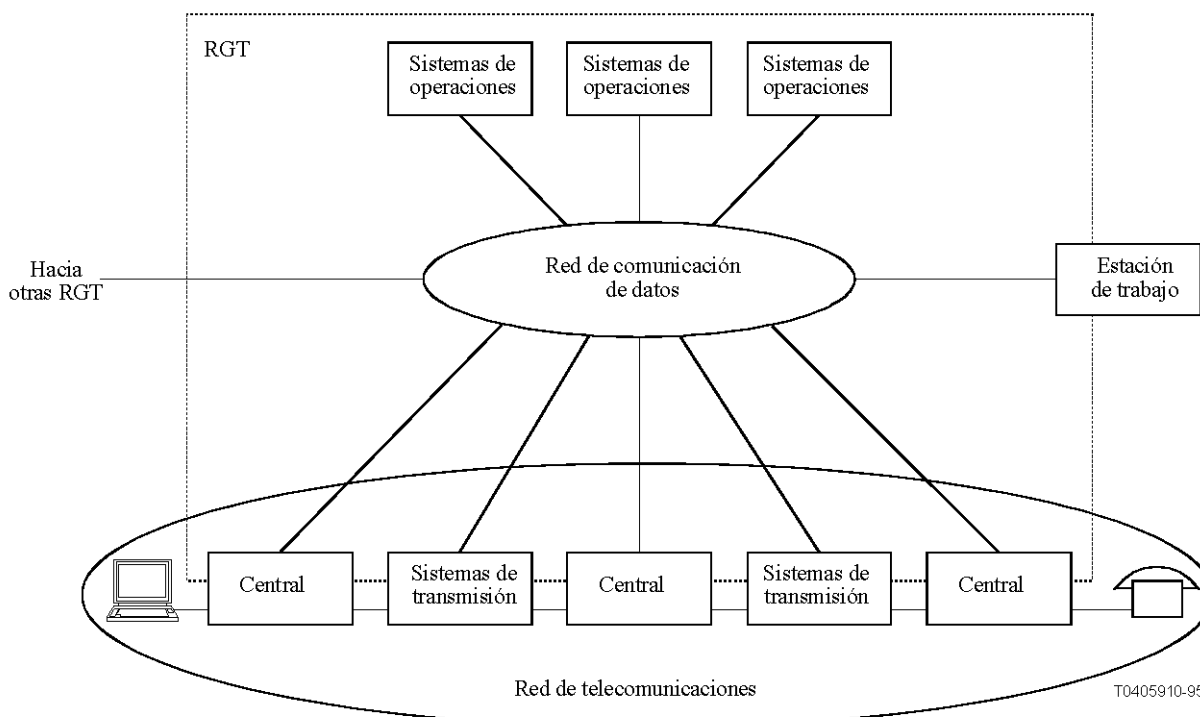 RGT
Sistemas de
operaciones
Sistemas de
operaciones
Sistemas de
operaciones
Hacia
otras RGT
Red de comunicación
de datos
Estación
de trabajo
Central
Sistemas de
transmisión
Central
Sistemas de
transmisión
Central
Red de telecomunicaciones
T0405910-95